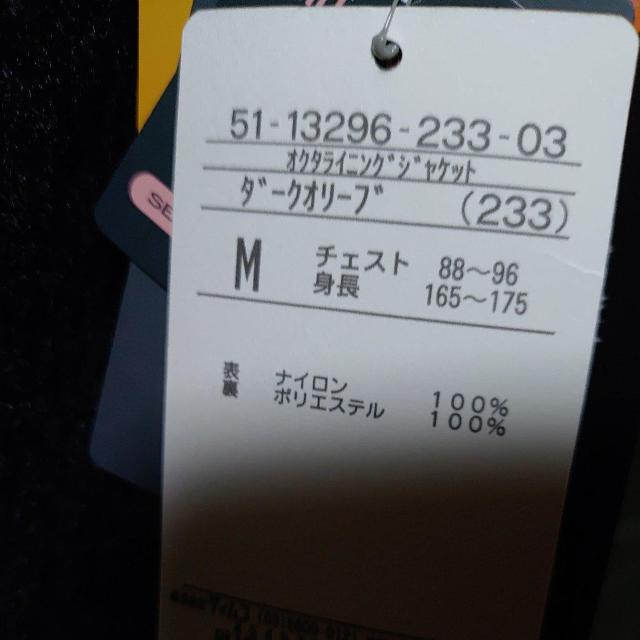 51-13296-233-03
オクタライニングジャケット
ダークオリーブ (233)
M チェスト 88～96
身長 165～175
表 ナイロン 100%
裏 ポリエステル 100%
SE